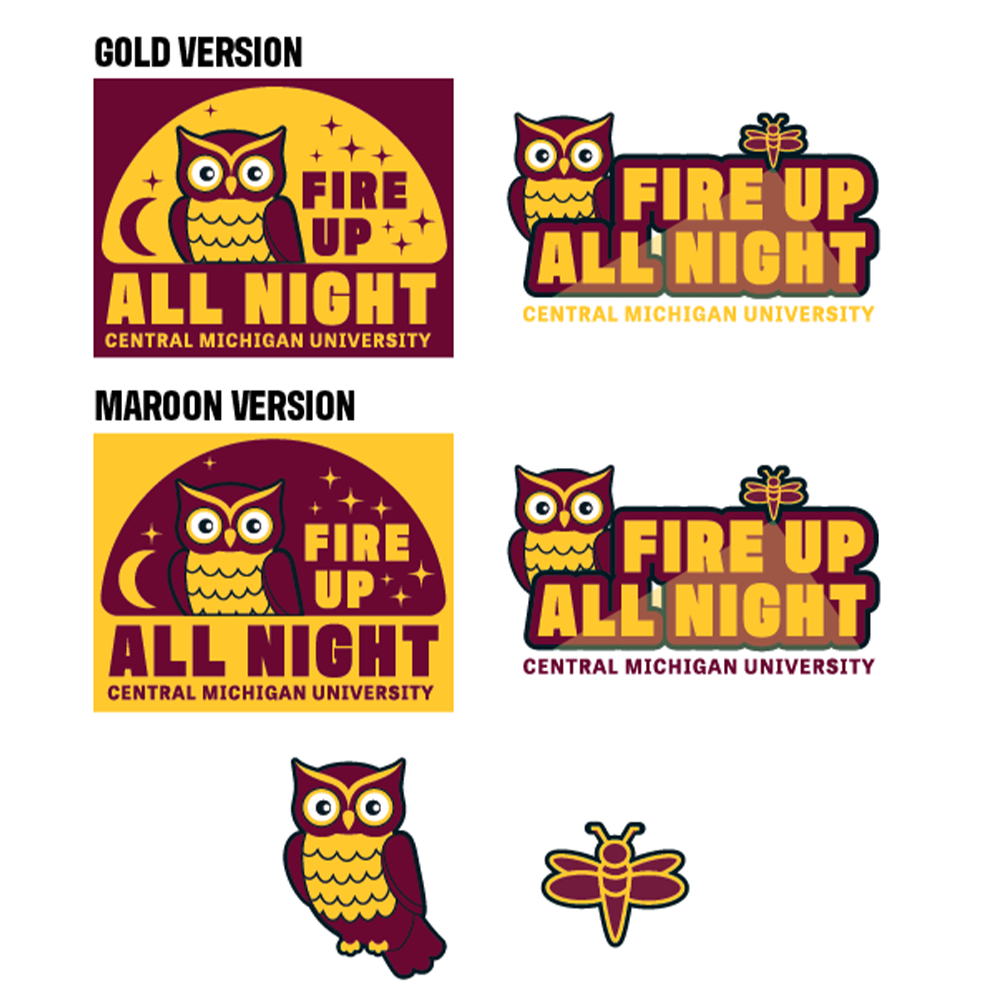 GOLD VERSION
FIRE
UP
ALL NIGHT
CENTRAL MICHIGAN UNIVERSITY
FIRE UP
ALL NIGHT
CENTRAL MICHIGAN UNIVERSITY
MAROON VERSION
FIRE
UP
ALL NIGHT
CENTRAL MICHIGAN UNIVERSITY
FIRE UP
ALL NIGHT
CENTRAL MICHIGAN UNIVERSITY